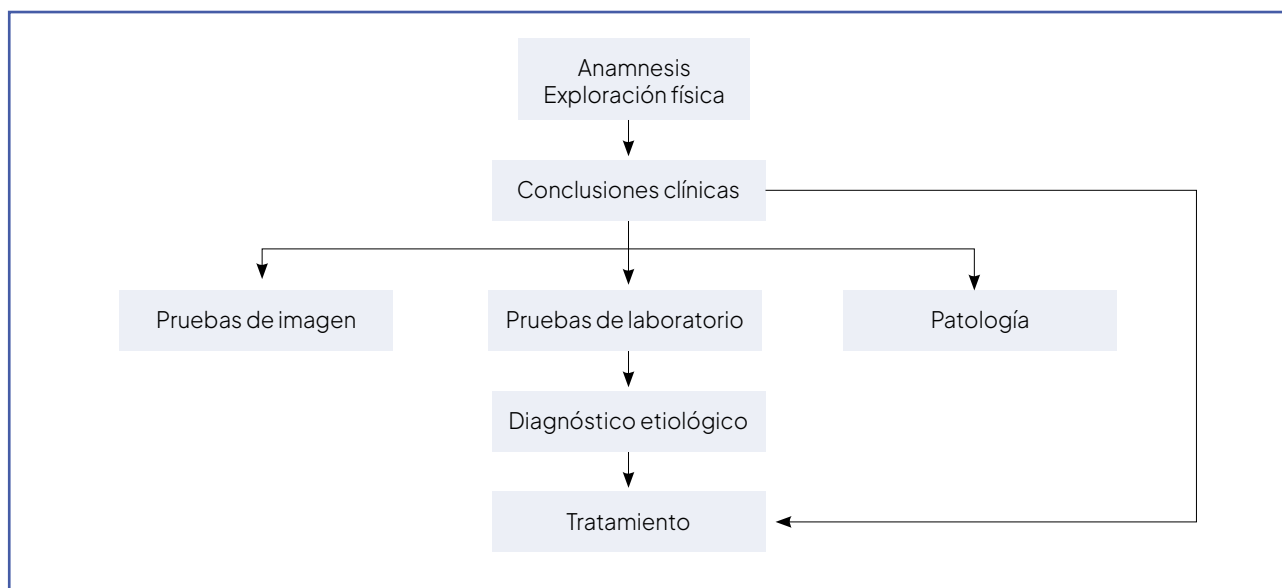 Anamnesis
Exploración física
Conclusiones clínicas
Pruebas de imagen
Pruebas de laboratorio
Patología
Diagnóstico etiológico
Tratamiento